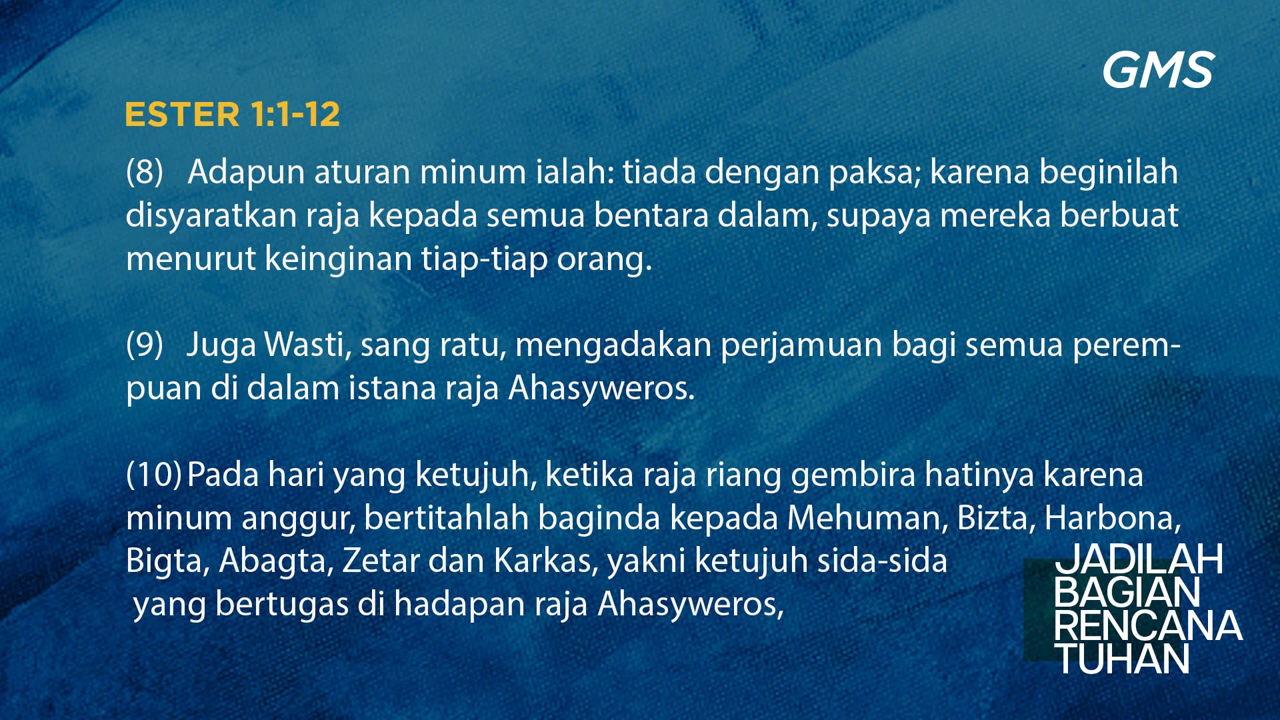 GMS
ESTER 1:1-12
(8) Adapun aturan minum ialah: tiada dengan paksa; karena beginilah
disyaratkan raja kepada semua bentara dalam, supaya mereka berbuat
menurut keinginan tiap-tiap orang.
(9) Juga Wasti, sang ratu, mengadakan perjamuan bagi semua perem-
puan di dalam istana raja Ahasyweros.
(10) Pada hari yang ketujuh, ketika raja riang gembira hatinya karena
minum anggur, bertitahlah baginda kepada Mehuman, Bizta, Harbona,
Bigta, Abagta, Zetar dan Karkas, yakni ketujuh sida-sida
yang bertugas di hadapan raja Ahasyweros,
JADILAH
BAGIAN
RENCANA
TUHAN